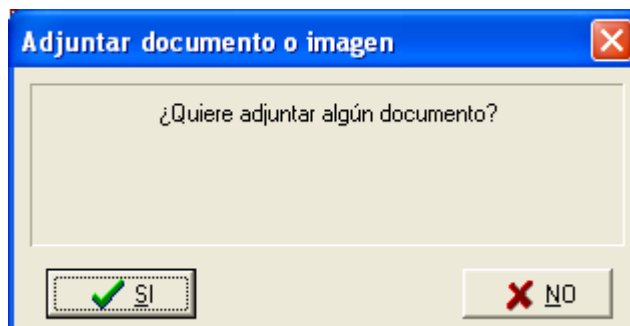 Adjuntar documento o imagen
¿Quiere adjuntar algún documento?
SI
NO